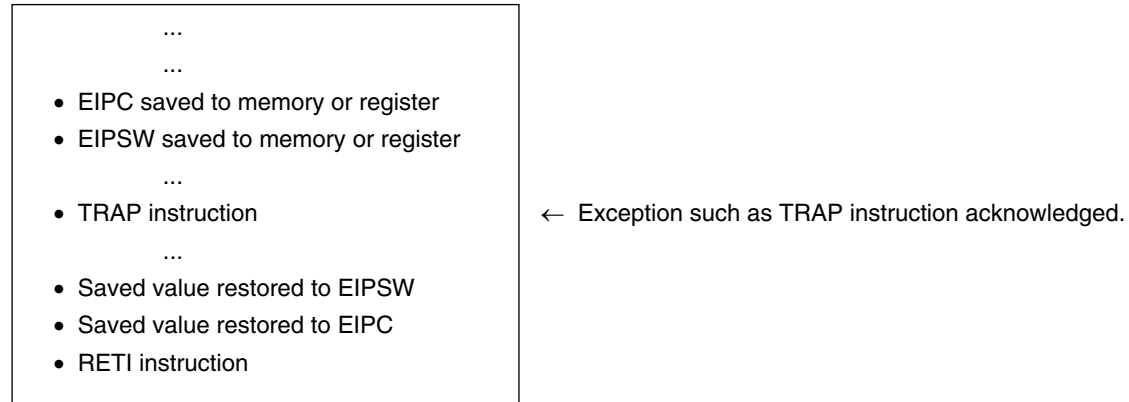 ...
...
• EIPC saved to memory or register
• EIPSW saved to memory or register
...
• TRAP instruction ← Exception such as TRAP instruction acknowledged.
...
• Saved value restored to EIPSW
• Saved value restored to EIPC
• RETI instruction